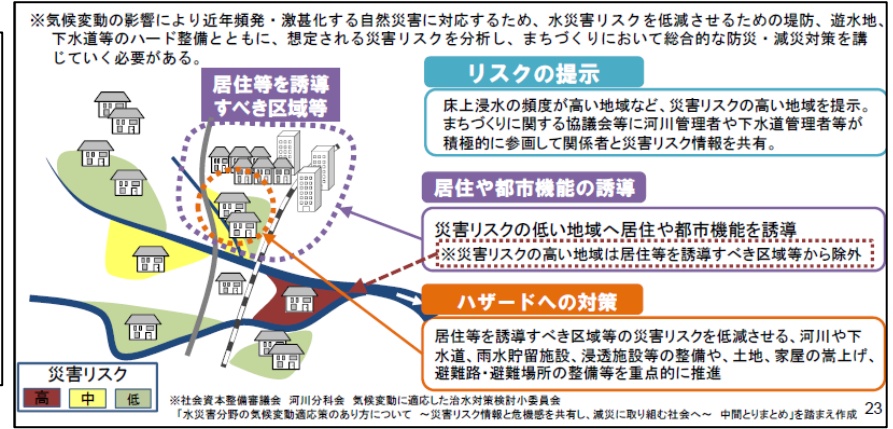 ※気候変動の影響により近年頻発・激甚化する自然災害に対応するため、水災害リスクを低減させるための堤防、遊水地、
下水道等のハード整備とともに、想定される災害リスクを分析し、まちづくりにおいて総合的な防災・減災対策を講
じていく必要がある。
居住等を誘導
すべき区域等
リスクの提示
床上浸水の頻度が高い地域など、災害リスクの高い地域を提示。
まちづくりに関する協議会等に河川管理者や下水道管理者等が
積極的に参画して関係者と災害リスク情報を共有。
居住や都市機能の誘導
災害リスクの低い地域へ居住や都市機能を誘導
※災害リスクの高い地域は居住等を誘導すべき区域等から除外
ハザードへの対策
居住等を誘導すべき区域等の災害リスクを低減させる、河川や下
水道、雨水貯留施設、浸透施設等の整備や、土地、家屋の嵩上げ、
避難路・避難場所の整備等を重点的に推進
災害リスク
高 中 低
※社会資本整備審議会 河川分科会 気候変動に適応した治水対策検討小委員会
「水災害分野の気候変動適応策のあり方について ～災害リスク情報と危機感を共有し、減災に取り組む社会へ～ 中間とりまとめ」を踏まえ作成
23